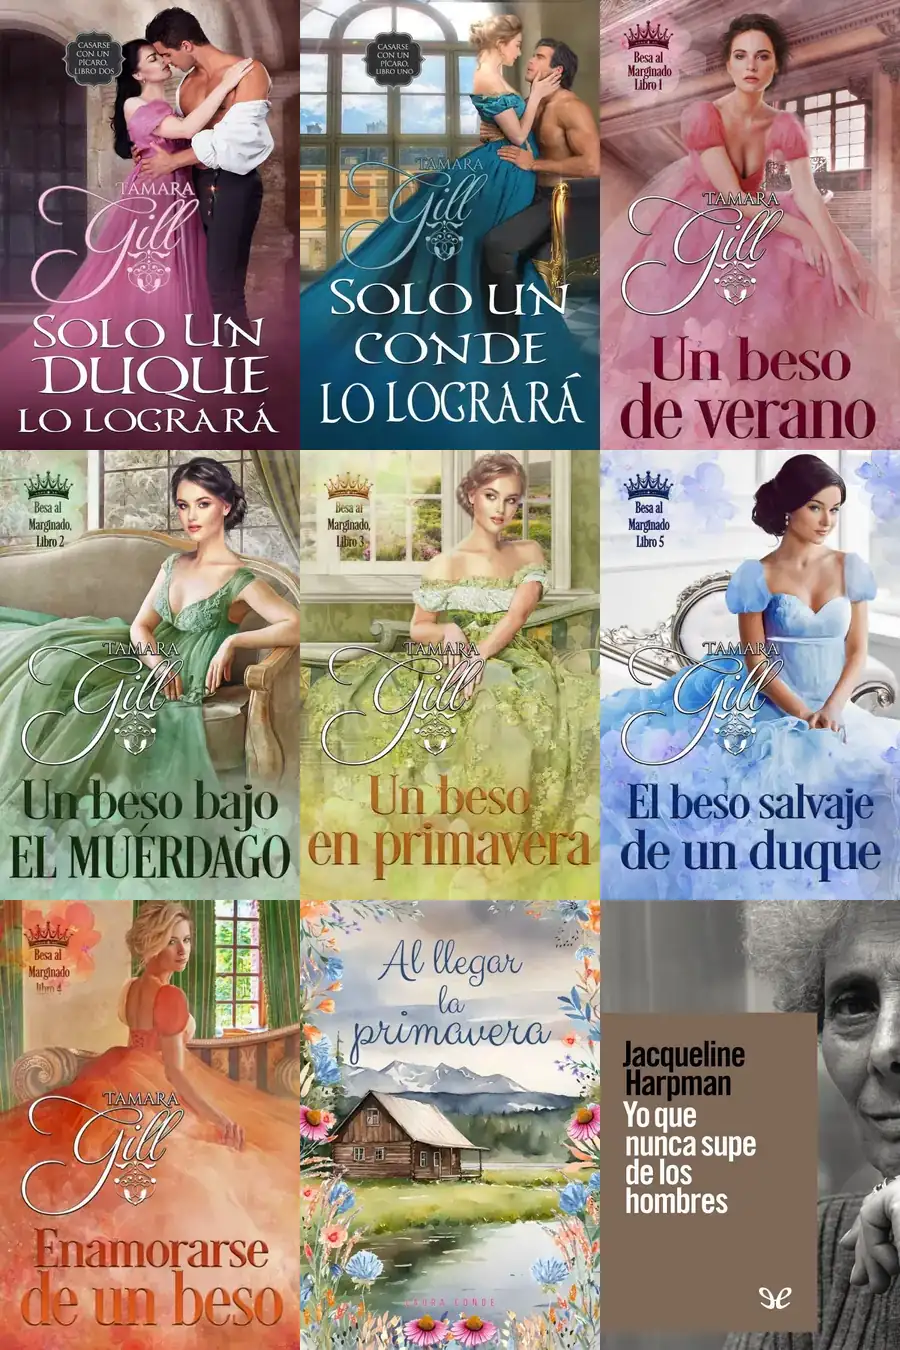 CASARSE
CON UN
PÍCARO,
LIBRO DOS
TAMARA
Gill
SOLO UN
DUQUE
LO LOGRARÁ
CASARSE
CON UN
PÍCARO,
LIBRO UNO
TAMARA
Gill
SOLO UN
CONDE
LO LOGRARÁ
Besa al
Marginado
Libro 1
TAMARA
Gill
Un beso
de verano
Besa al
Marginado,
Libro 2
TAMARA
Gill
Un beso bajo
EL MUÉRDAGO
Besa al
Marginado,
Libro 3
TAMARA
Gill
Un beso
en primavera
Besa al
Marginado
Libro 5
TAMARA
Gill
El beso salvaje
de un duque
Besa al
Marginado
Libro 4
TAMARA
Gill
Enamorarse
de un beso
Al llegar
la
primavera
LAURA CONDE
Jacqueline
Harpman
Yo que
nunca supe
de los
hombres